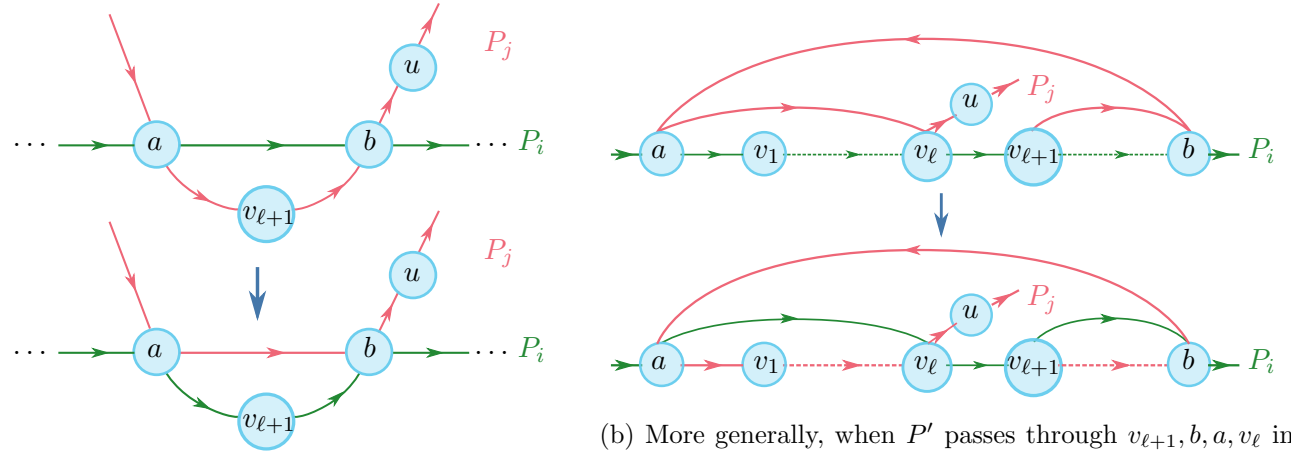 P_j
u
··· a b ··· P_i
v_{ℓ+1}
P_j
u
··· a b ··· P_i
v_{ℓ+1}
u P_j
a v_1 v_ℓ v_{ℓ+1} b P_i
u P_j
a v_1 v_ℓ v_{ℓ+1} b P_i
(b) More generally, when P′ passes through v_{ℓ+1}, b, a, v_ℓ in